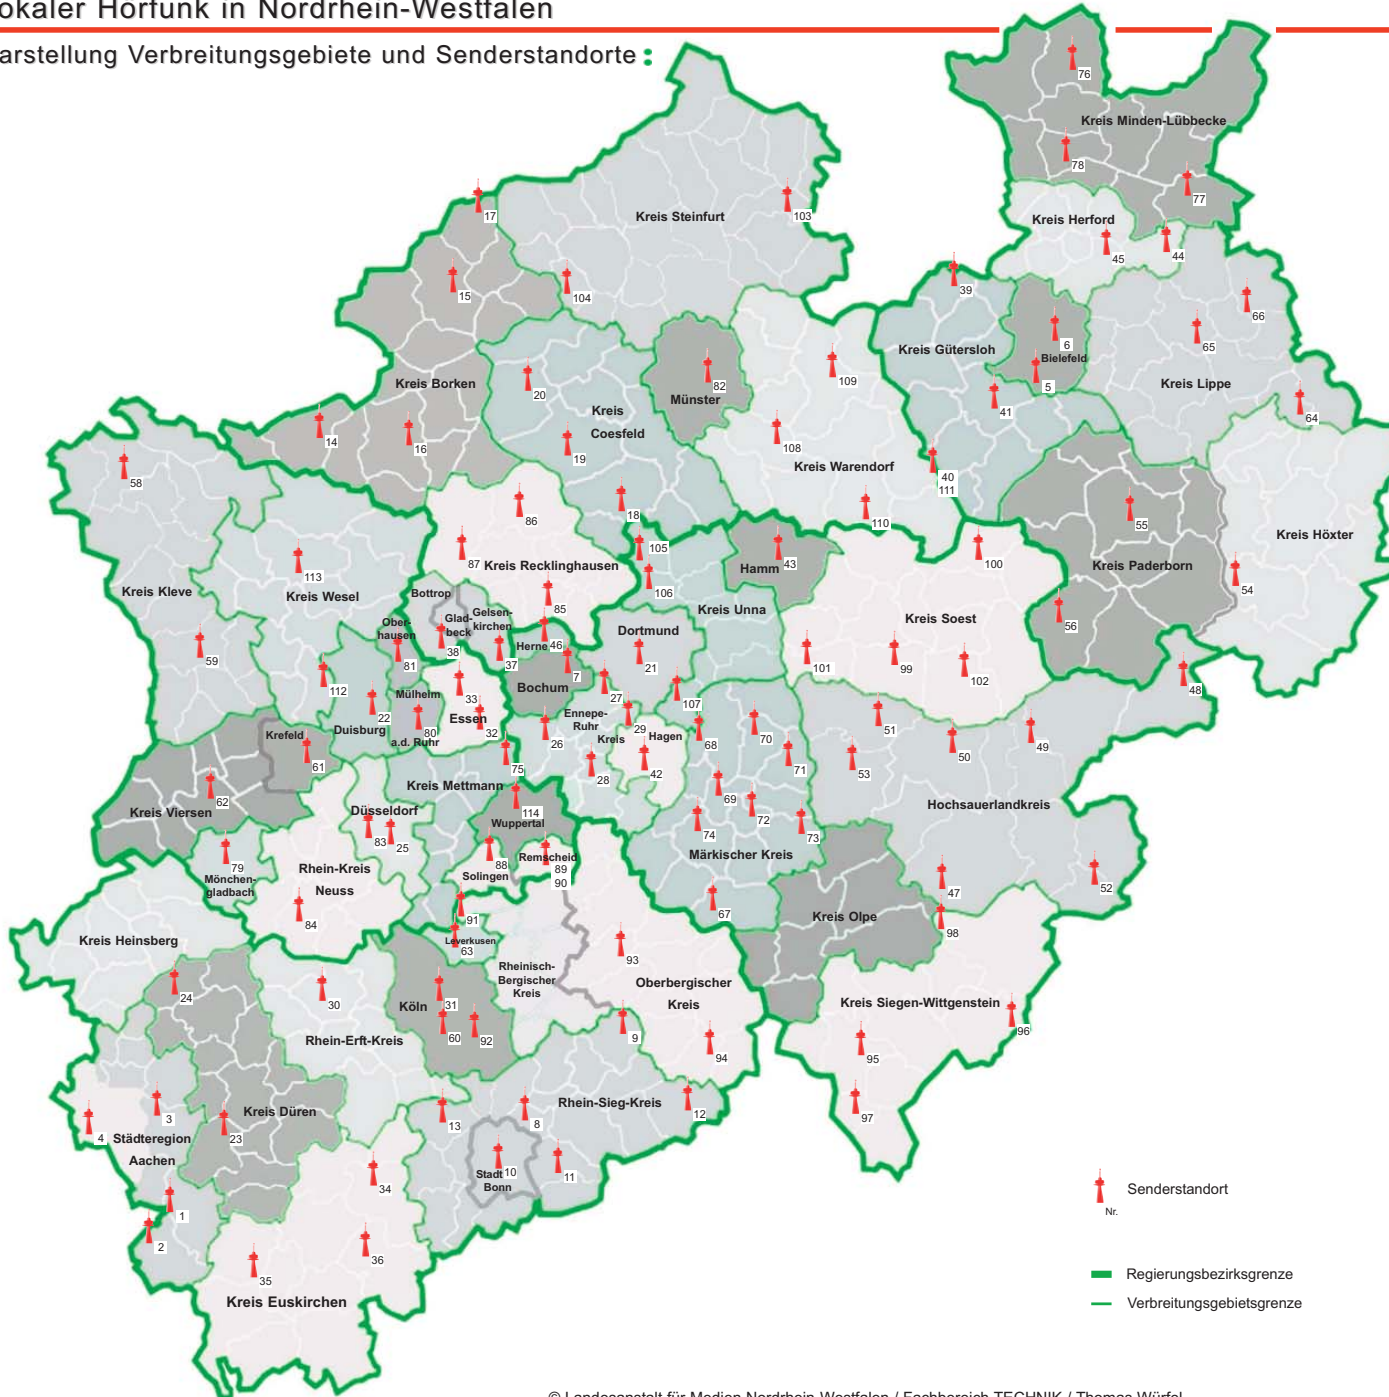 okaler Hörfunk in Nordrhein-Westfalen
arstellung Verbreitungsgebiete und Senderstandorte :
76
Kreis Minden-Lübbecke
78
77
17
Kreis Steinfurt
103
Kreis Herford
45
44
15
104
39
66
65
Kreis Gütersloh
6
Bielefeld
5
Kreis Lippe
64
Kreis Borken
20
82
Münster
109
41
Kreis
Coesfeld
14
16
19
108
Kreis Warendorf
40
111
58
18
110
86
55
Kreis Höxter
87
Kreis Recklinghausen
105
106
Hamm
43
100
Kreis Paderborn
54
113
Kreis Kleve
Kreis Wesel
Bottrop
85
Kreis Unna
Kreis Soest
56
Glad-
beck
38
Gelsen-
kirchen
37
Ober-
hausen
81
Herne
46
Dortmund
21
59
101
99
102
48
112
22
Mülheim
80
a.d. Ruhr
33
Essen
32
Bochum
7
27
107
Duisburg
Krefeld
61
26
Ennepe-
Ruhr
Kreis
29
Hagen
42
28
68
70
71
51
53
50
49
75
62
Kreis Viersen
Kreis Mettmann
114
Wuppertal
69
72
74
73
Hochsauerlandkreis
Düsseldorf
83
25
79
Mönchen-
gladbach
Rhein-Kreis
Neuss
84
88
Solingen
Remscheid
89
90
Märkischer Kreis
67
47
52
98
Kreis Olpe
Kreis Heinsberg
91
Leverkusen
63
93
24
30
Köln
31
60
92
Rheinisch-
Bergischer
Kreis
Oberbergischer
Kreis
Kreis Siegen-Wittgenstein
96
Rhein-Erft-Kreis
9
94
95
97
3
4
Städteregion
Aachen
Kreis Düren
23
13
8
Rhein-Sieg-Kreis
12
10
Stadt
Bonn
11
34
1
2
36
35
Kreis Euskirchen
Senderstandort
Nr.
Regierungsbezirksgrenze
Verbreitungsgebietsgrenze
© Landesanstalt für Medien Nordrhein-Westfalen / Fachbereich TECHNIK / Thomas Würfel